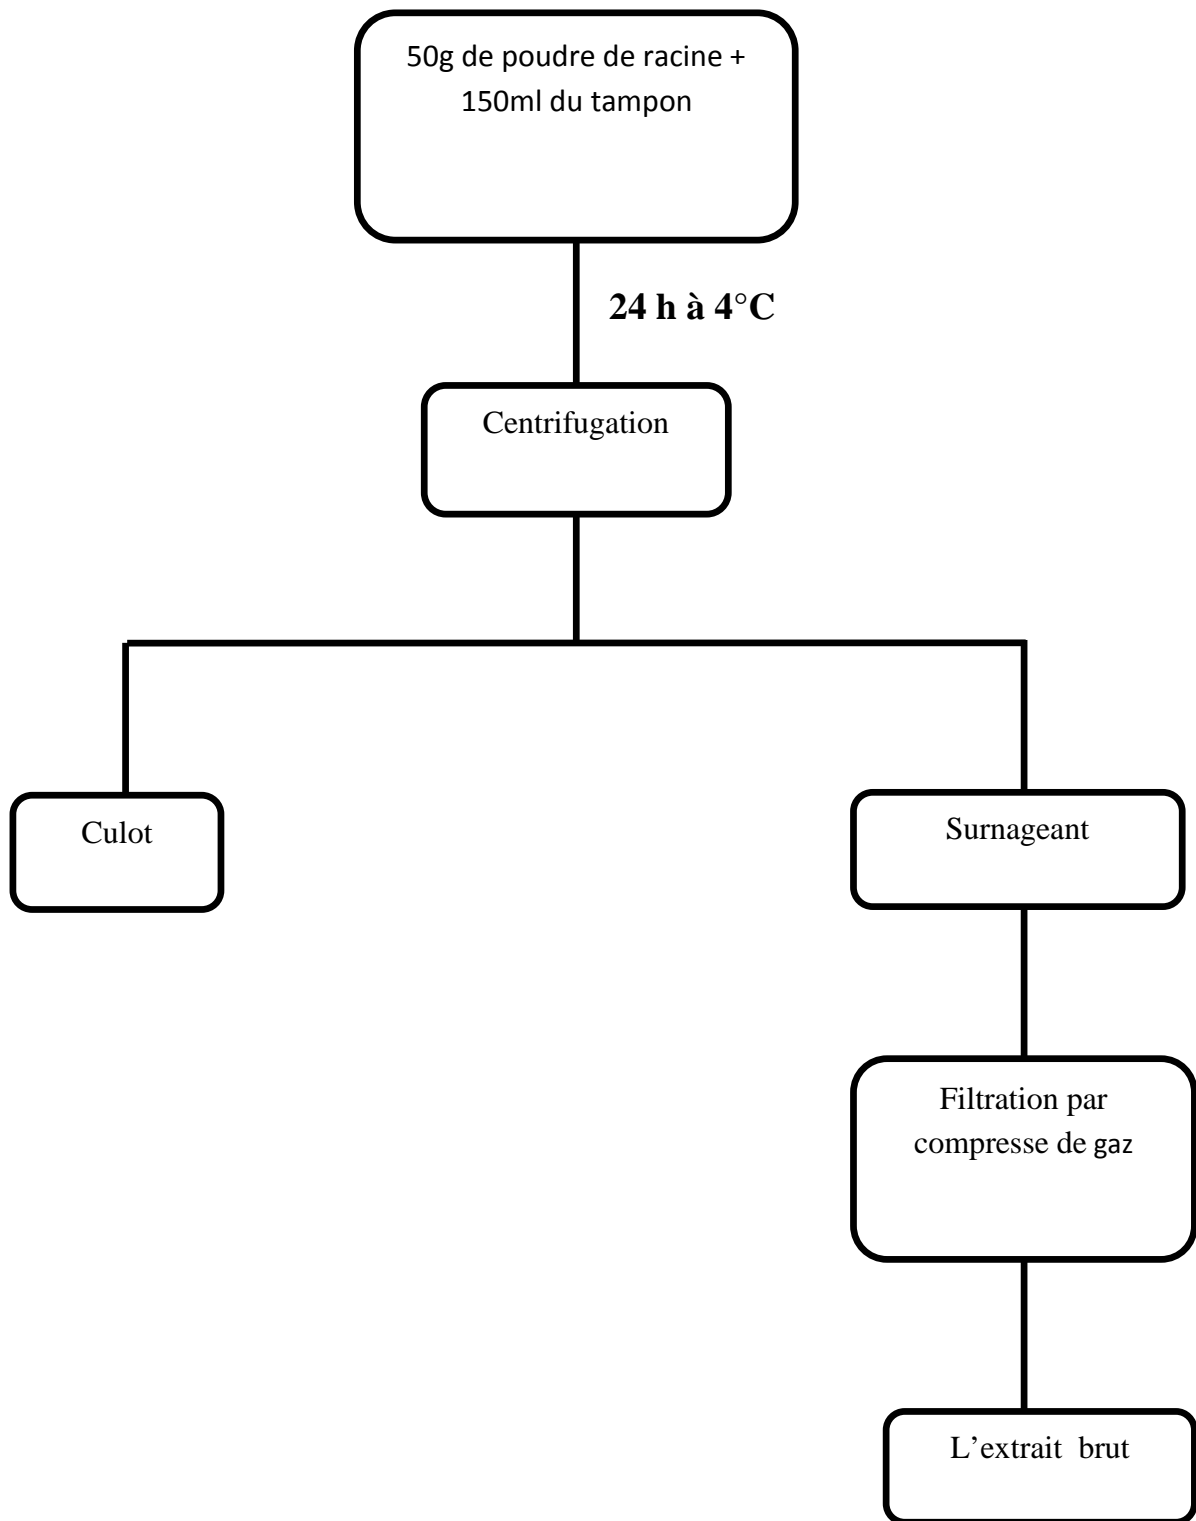 50g de poudre de racine +
150ml du tampon
24 h à 4°C
Centrifugation
Culot
Surnageant
Filtration par
compresse de gaz
L’extrait brut